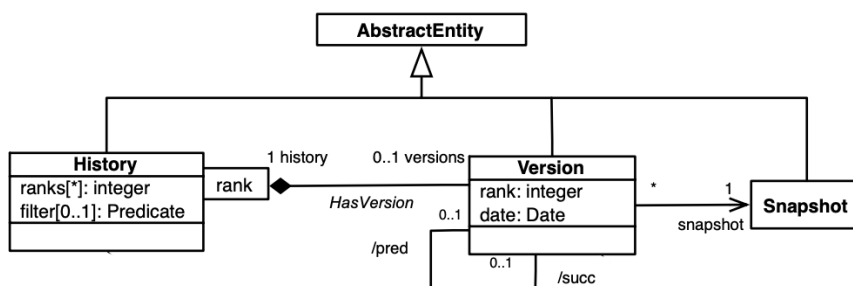 AbstractEntity
1 history
0..1 versions
History
ranks[*]: integer
filter[0..1]: Predicate
rank
HasVersion
Version
rank: integer
date: Date
*
1
snapshot
Snapshot
0..1
/pred
0..1
/succ